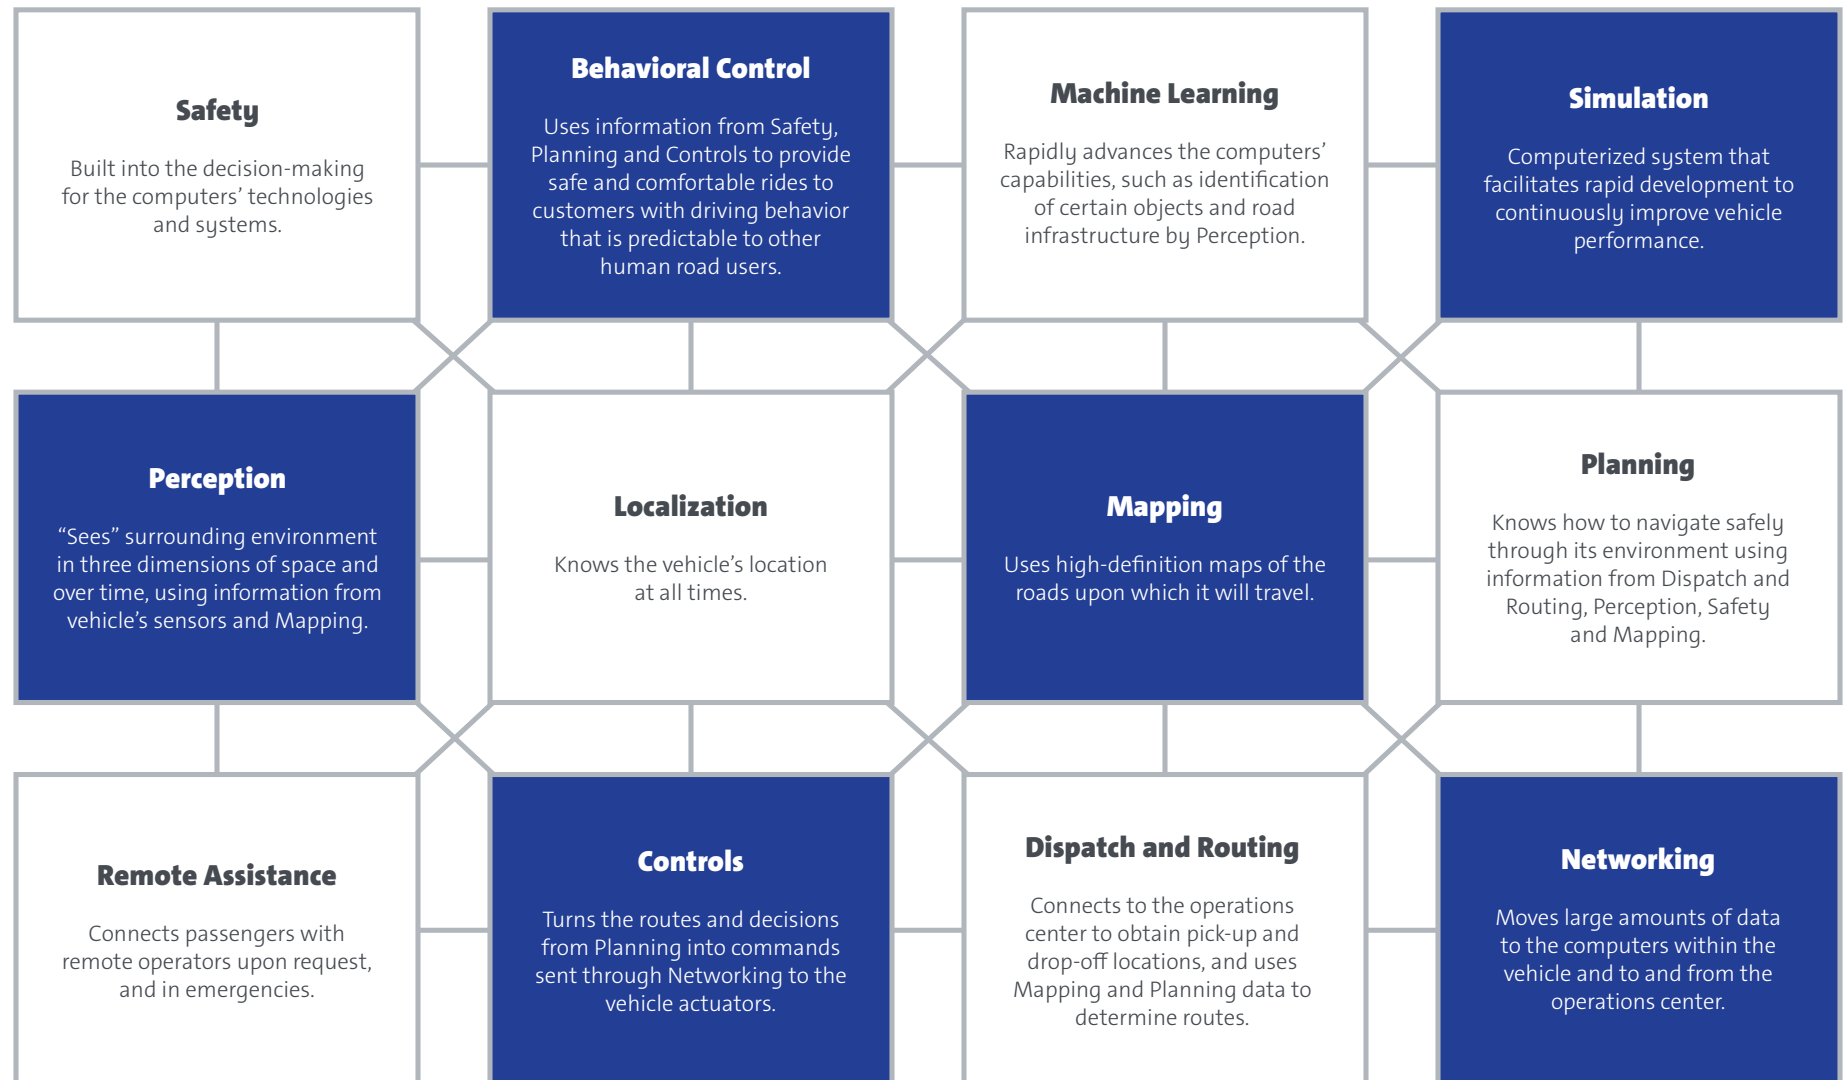 Safety
Built into the decision-making
for the computers’ technologies
and systems.
Behavioral Control
Uses information from Safety,
Planning and Controls to provide
safe and comfortable rides to
customers with driving behavior
that is predictable to other
human road users.
Machine Learning
Rapidly advances the computers’
capabilities, such as identification
of certain objects and road
infrastructure by Perception.
Simulation
Computerized system that
facilitates rapid development to
continuously improve vehicle
performance.
Perception
“Sees” surrounding environment
in three dimensions of space and
over time, using information from
vehicle’s sensors and Mapping.
Localization
Knows the vehicle’s location
at all times.
Mapping
Uses high-definition maps of the
roads upon which it will travel.
Planning
Knows how to navigate safely
through its environment using
information from Dispatch and
Routing, Perception, Safety
and Mapping.
Remote Assistance
Connects passengers with
remote operators upon request,
and in emergencies.
Controls
Turns the routes and decisions
from Planning into commands
sent through Networking to the
vehicle actuators.
Dispatch and Routing
Connects to the operations
center to obtain pick-up and
drop-off locations, and uses
Mapping and Planning data to
determine routes.
Networking
Moves large amounts of data
to the computers within the
vehicle and to and from the
operations center.